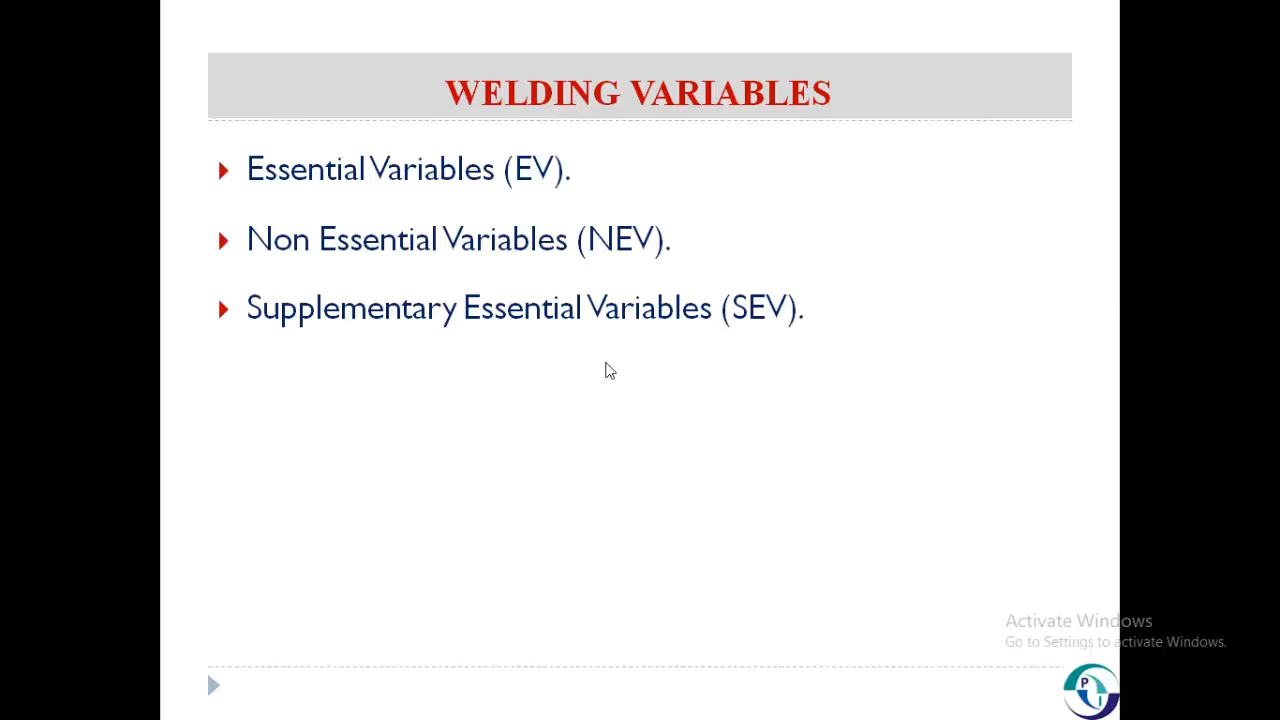 WELDING VARIABLES
Essential Variables (EV).
Non Essential Variables (NEV).
Supplementary Essential Variables (SEV).
Activate Windows
Go to Settings to activate Windows.
P
I